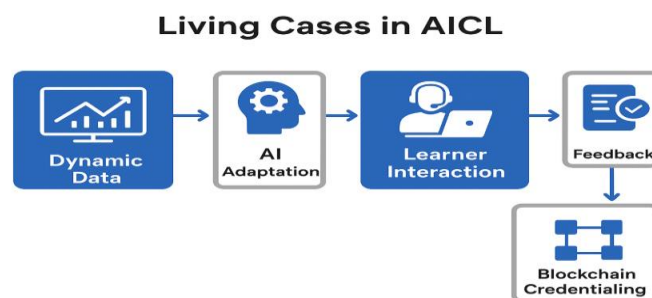 Living Cases in AICL
Dynamic
Data
AI
Adaptation
Learner
Interaction
Feedback
Blockchain
Credentialing